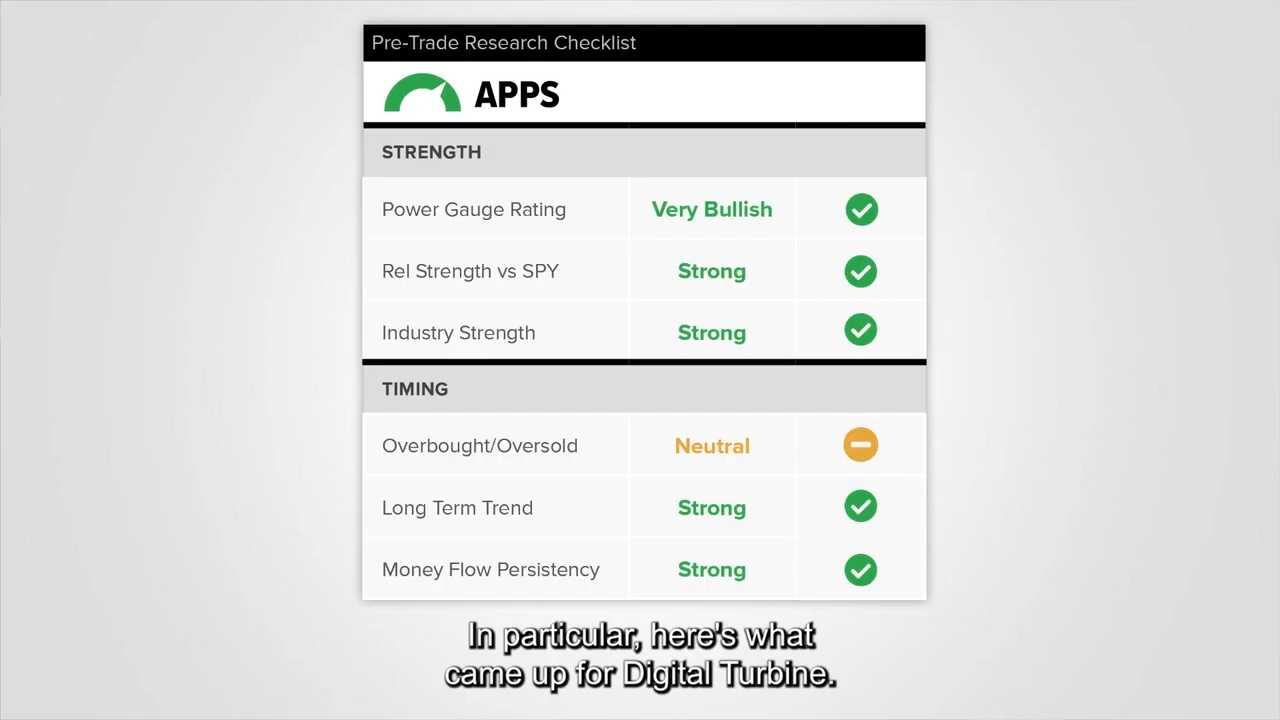 Pre-Trade Research Checklist
APPS
STRENGTH
Power Gauge Rating Very Bullish
Rel Strength vs SPY Strong
Industry Strength Strong
TIMING
Overbought/Oversold Neutral
Long Term Trend Strong
Money Flow Persistency Strong
In particular, here's what
came up for Digital Turbine.